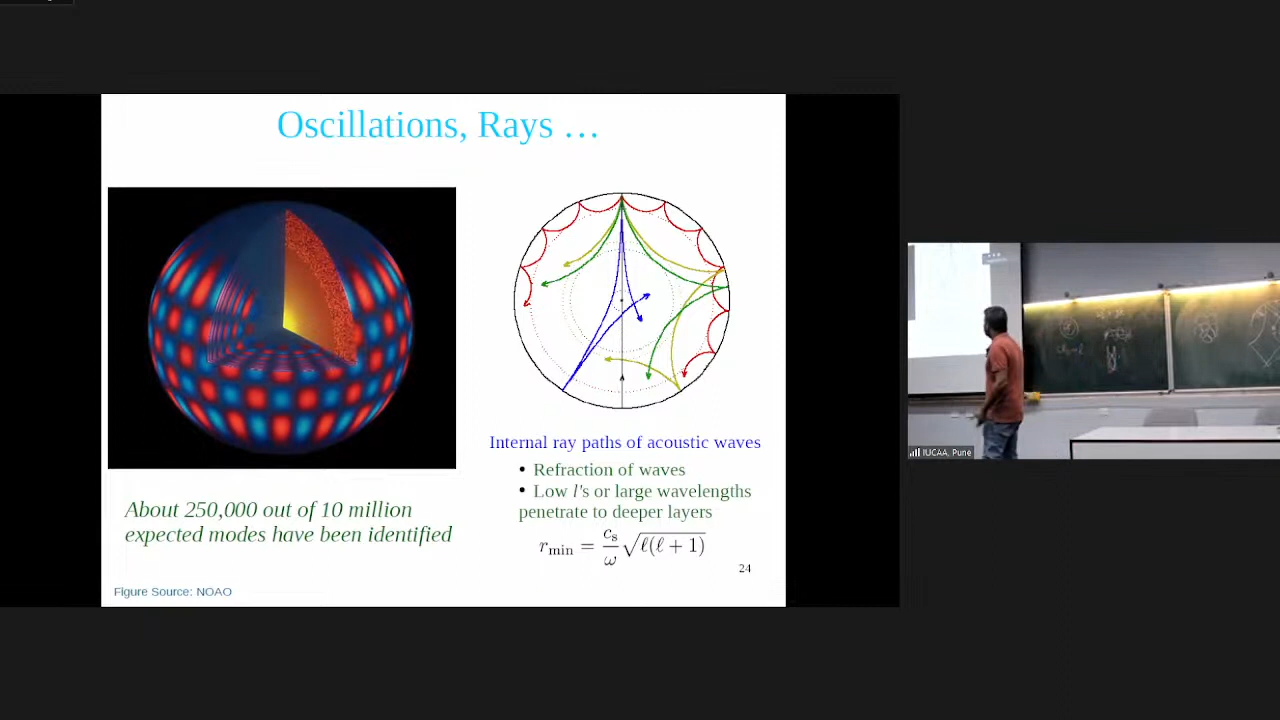 Oscillations, Rays …
Internal ray paths of acoustic waves
• Refraction of waves
• Low l's or large wavelengths
penetrate to deeper layers
r_min = c_s/ω √ℓ(ℓ + 1)
24
About 250,000 out of 10 million
expected modes have been identified
Figure Source: NOAO
IUCAA, Pune